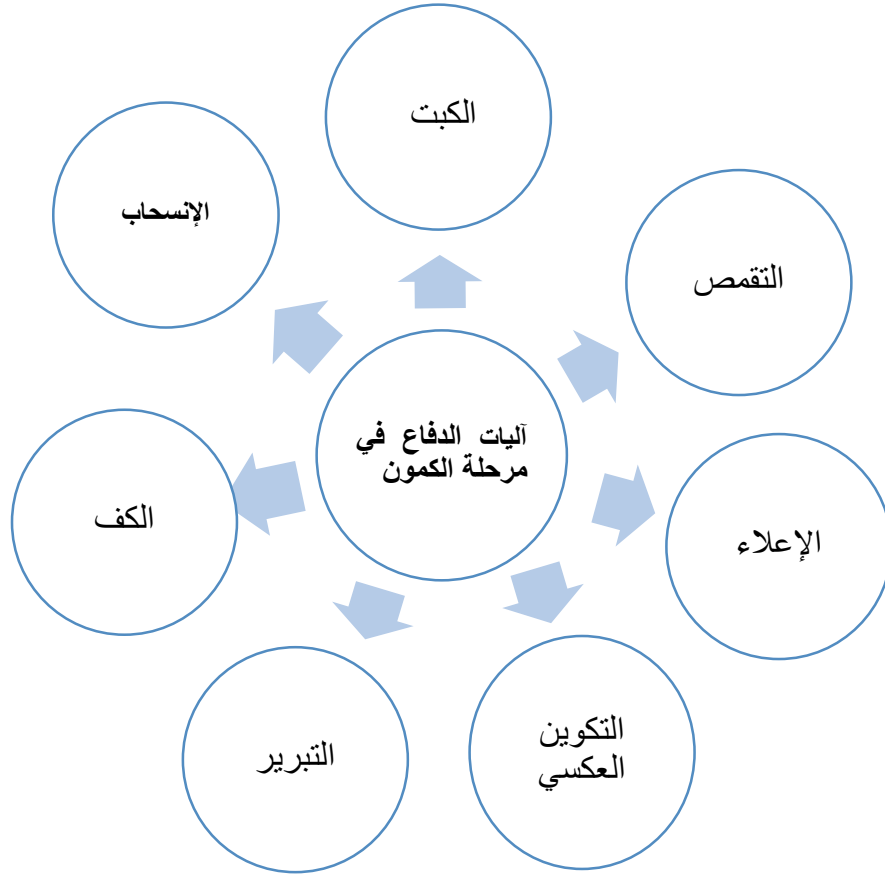 الكبت
الإنسحاب
التقمص
آليات الدفاع في
مرحلة الكمون
الكف
الإعلاء
التكوين
العكسي
التبرير